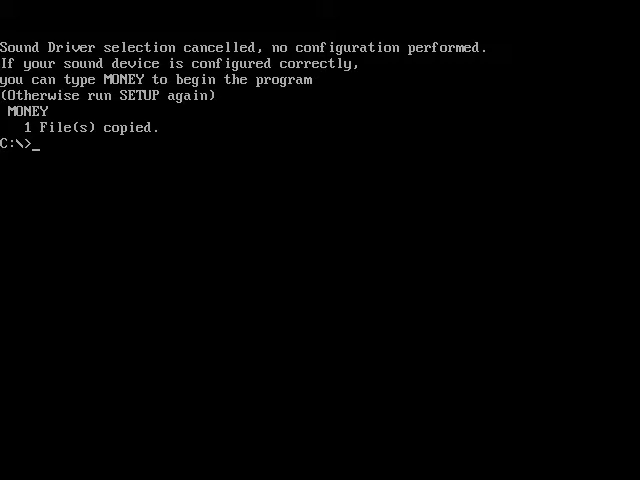 Sound Driver selection cancelled, no configuration performed.
If your sound device is configured correctly,
you can type MONEY to begin the program
(Otherwise run SETUP again)
MONEY
1 File(s) copied.
C:\>_